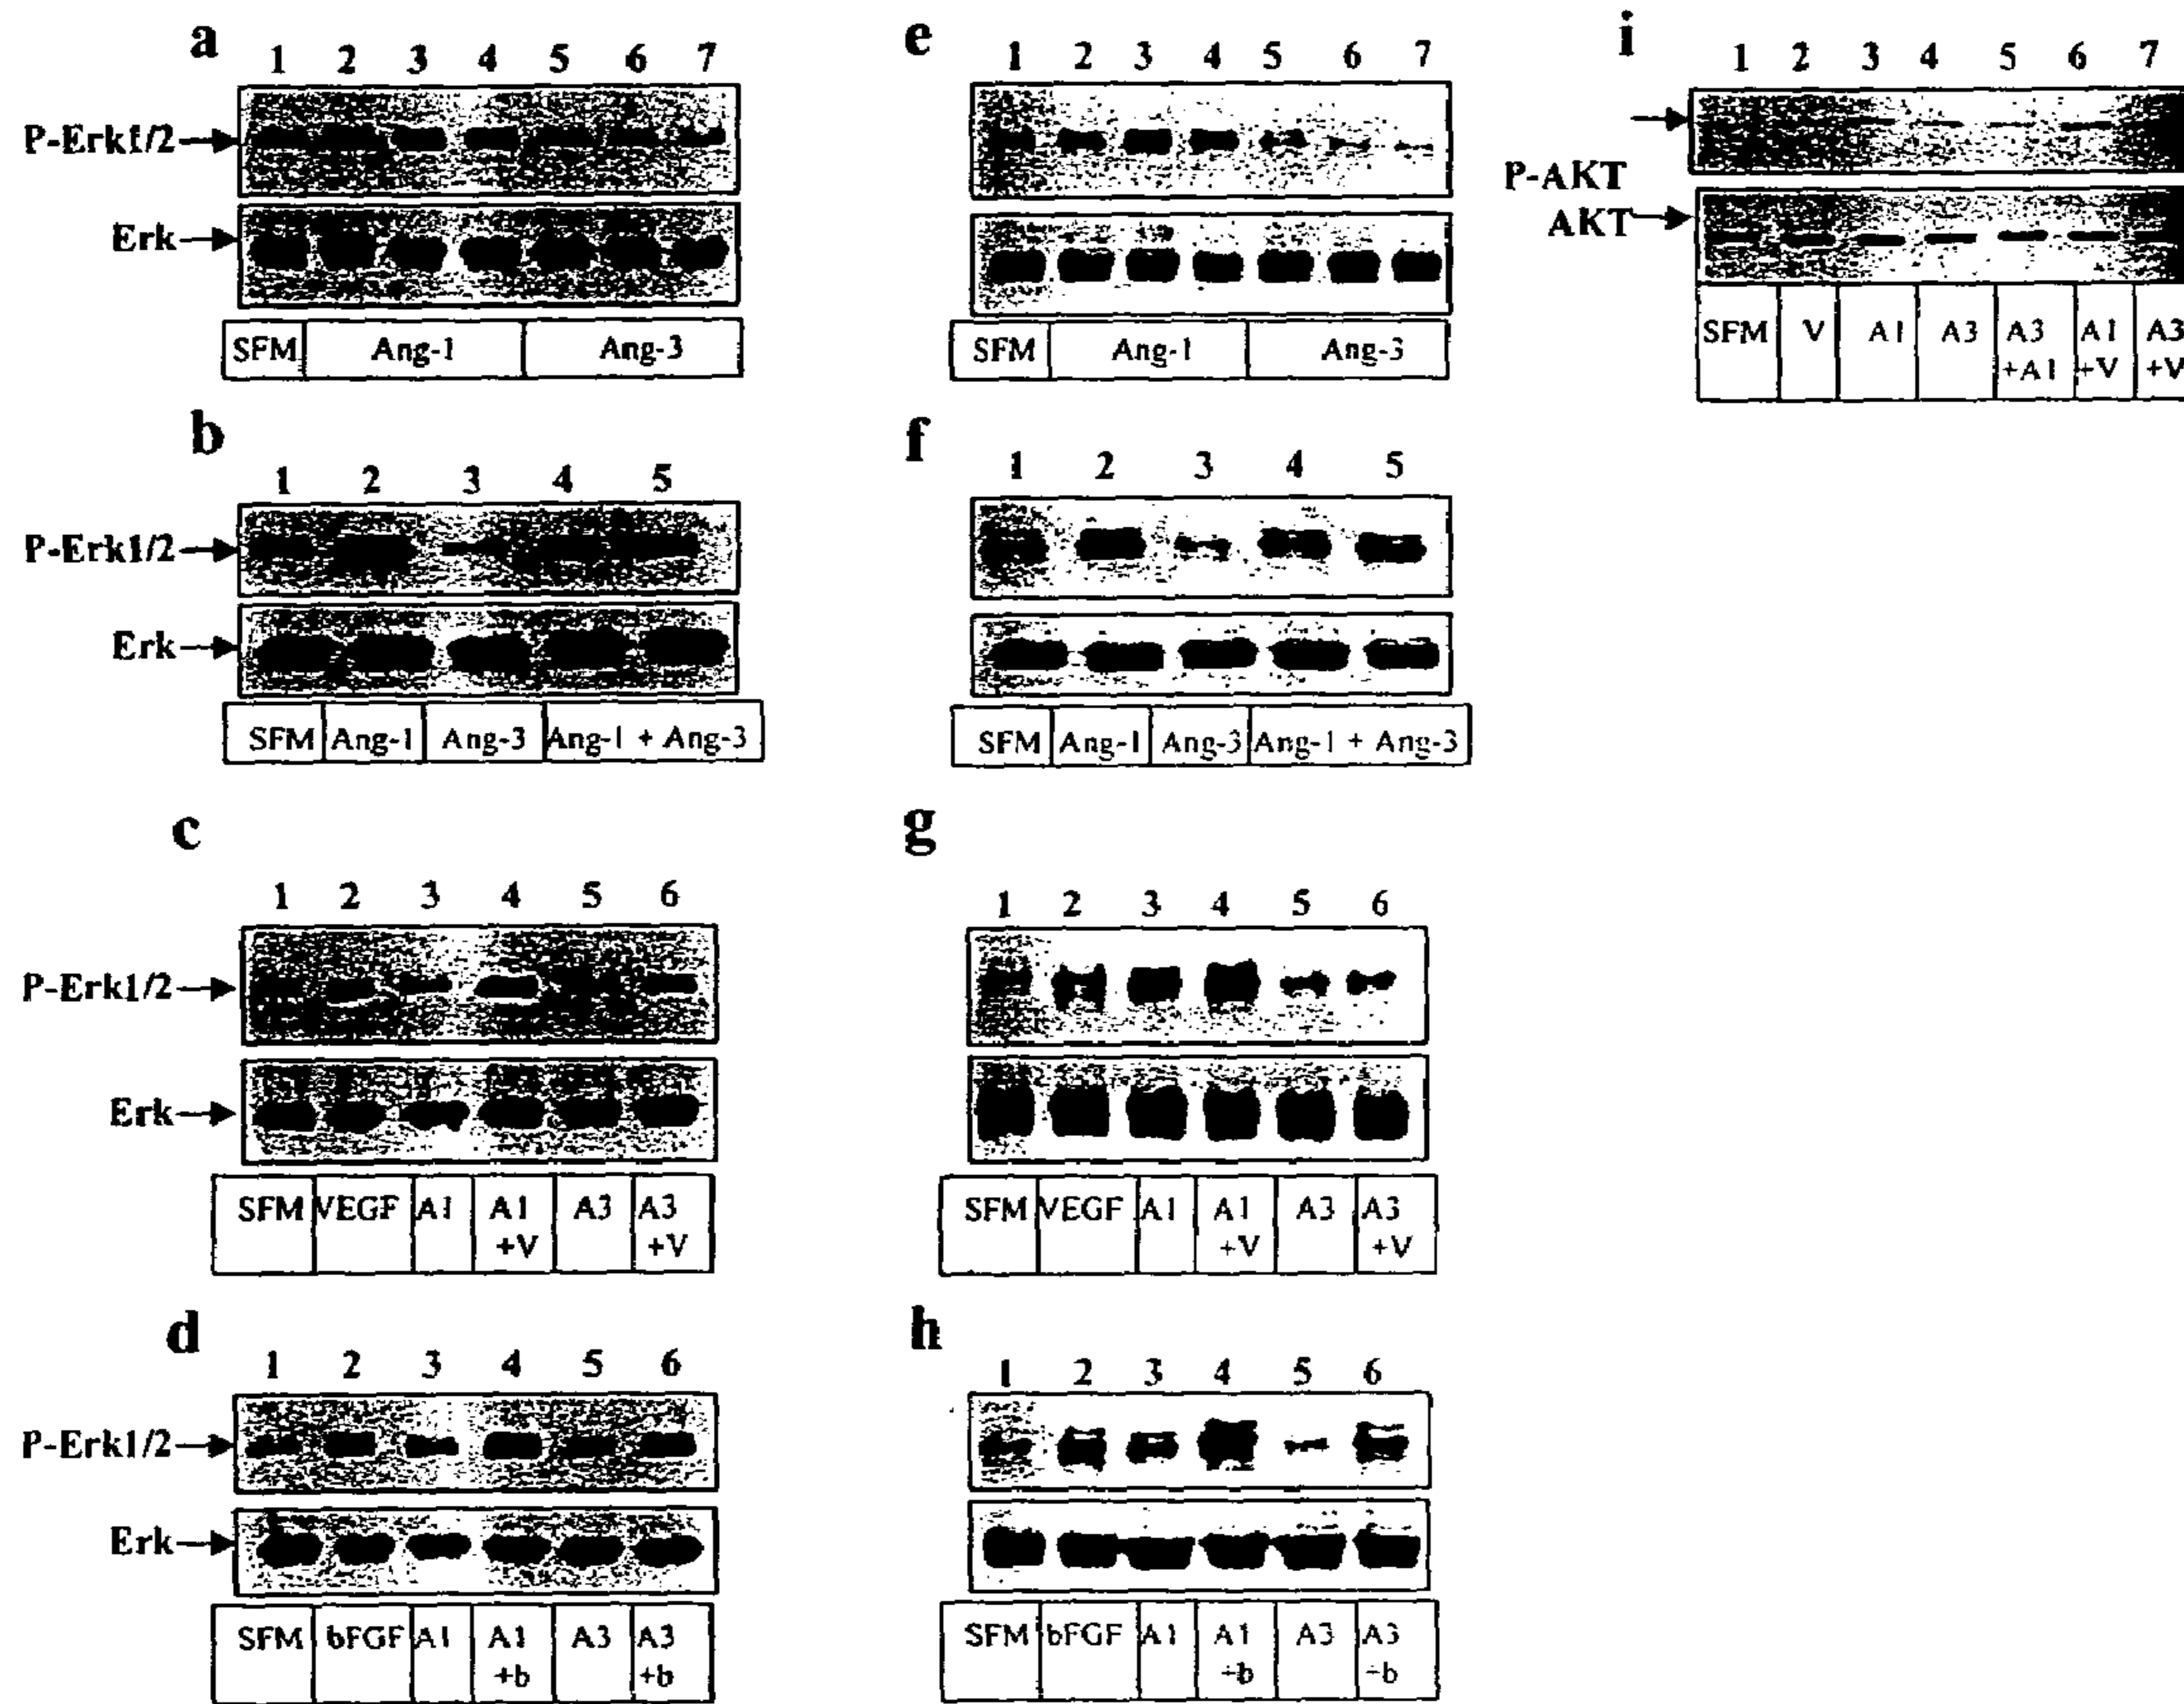 a
1 2 3 4 5 6 7
P-Erk1/2
Erk
SFM Ang-1 Ang-3
b
1 2 3 4 5
P-Erk1/2
Erk
SFM Ang-1 Ang-3 Ang-1 + Ang-3
c
1 2 3 4 5 6
P-Erk1/2
Erk
SFM VEGF A1 A1 A3 A3
+V +V
d
1 2 3 4 5 6
P-Erk1/2
Erk
SFM bFGF A1 A1 A3 A3
+b +b
e
1 2 3 4 5 6 7
SFM Ang-1 Ang-3
f
1 2 3 4 5
SFM Ang-1 Ang-3 Ang-1 + Ang-3
g
1 2 3 4 5 6
SFM VEGF A1 A1 A3 A3
+V +V
h
1 2 3 4 5 6
SFM bFGF A1 A1 A3 A3
+b +b
i
1 2 3 4 5 6 7
P-AKT
AKT
SFM V A1 A3 A3 A1 A3
+A1 +V +V